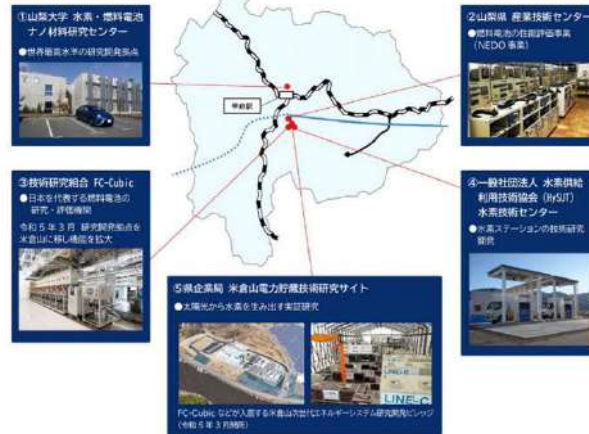 ①山梨大学 水素・燃料電池
ナノ材料研究センター
●世界最高水準の研究開発拠点
②山梨県 産業技術センター
●燃料電池の性能評価事業
(NEDO 事業)
甲府駅
③技術研究組合 FC-Cubic
●日本を代表する燃料電池の
研究・評価機関
令和5年3月 研究開発拠点を
米倉山に移し機能を拡大
④一般社団法人 水素供給
利用技術協会 (HySUT)
水素技術センター
●水素ステーションの技術研究
開発
⑤県企業局 米倉山電力貯蔵技術研究サイト
●太陽光から水素を生み出す実証研究
LINE-C
FC-Cubic などが入居する米倉山次世代エネルギーシステム研究開発ビレッジ
(令和5年3月開所)